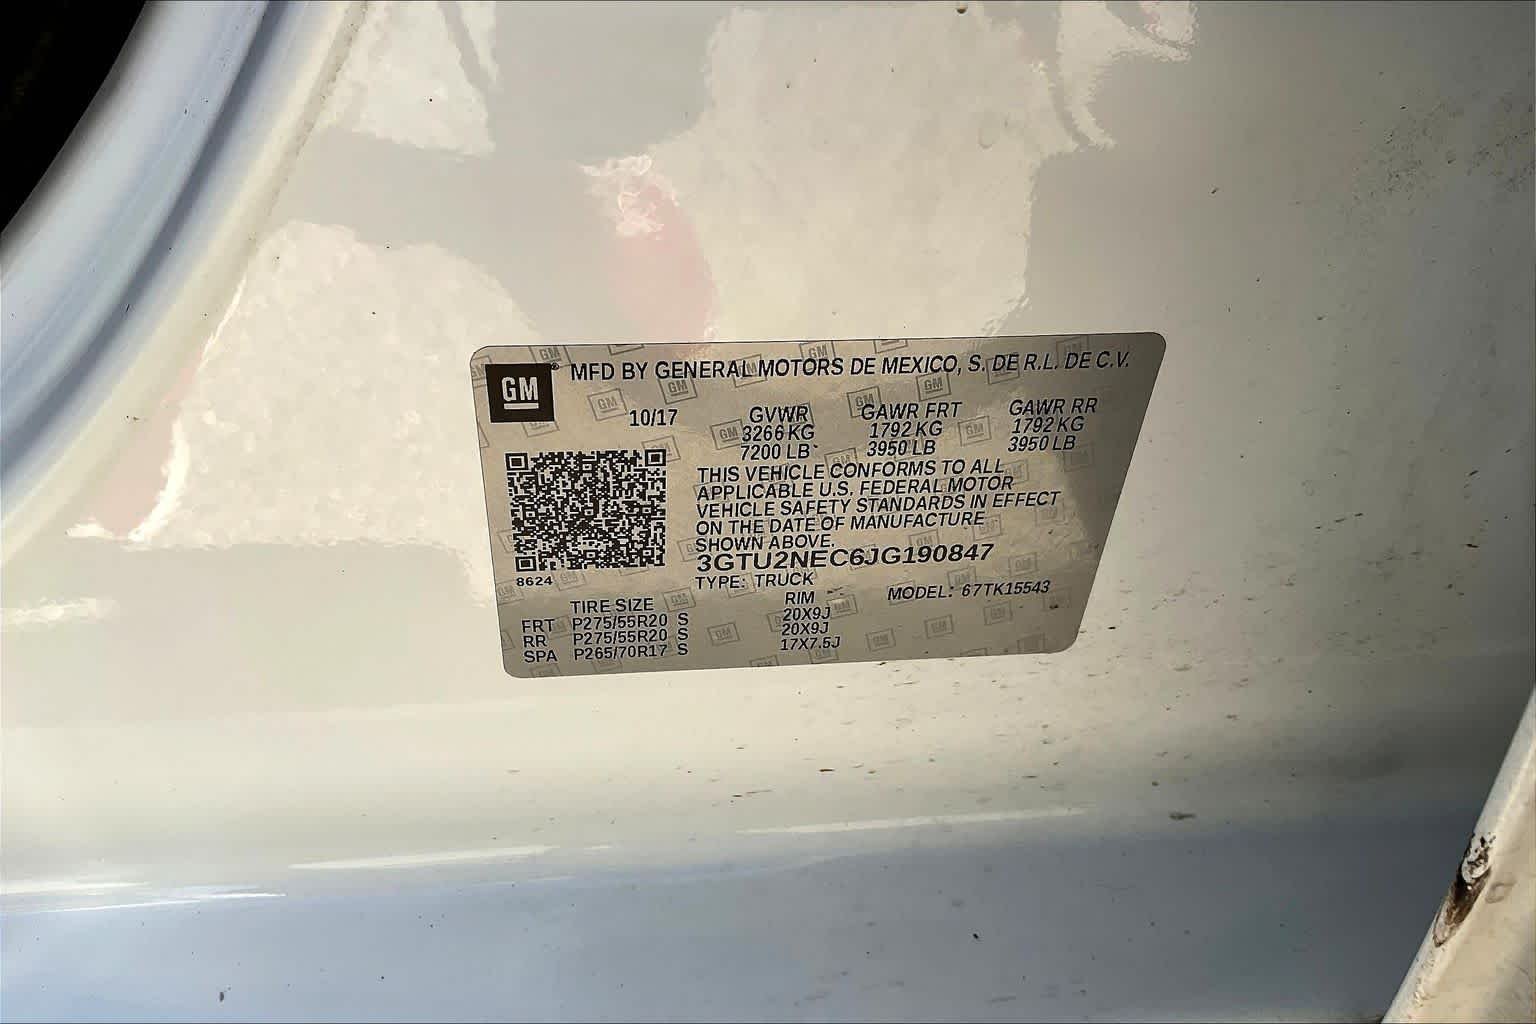 GM ® MFD BY GENERAL MOTORS DE MEXICO, S. DE R.L. DE C.V.
10/17 GVWR GAWR FRT GAWR RR
3266 KG 1792 KG 1792 KG
7200 LB 3950 LB 3950 LB
THIS VEHICLE CONFORMS TO ALL
APPLICABLE U.S. FEDERAL MOTOR
VEHICLE SAFETY STANDARDS IN EFFECT
ON THE DATE OF MANUFACTURE
SHOWN ABOVE.
3GTU2NEC6JG190847
8624 TYPE: TRUCK MODEL: 67TK15543
TIRE SIZE RIM
FRT P275/55R20 S 20X9J
RR P275/55R20 S 20X9J
SPA P265/70R17 S 17X7.5J